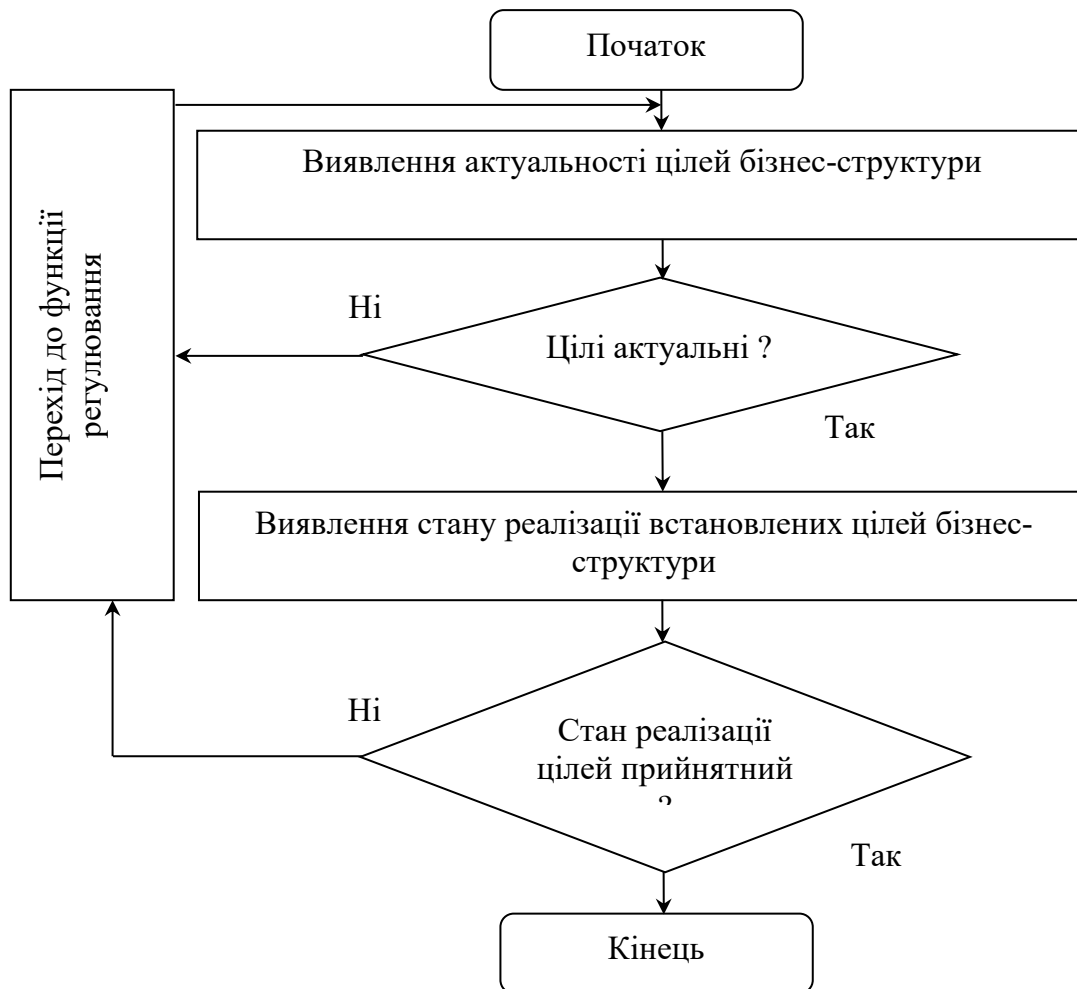 Початок
Виявлення актуальності цілей бізнес-структури
Перехід до функції
регулювання
Ні
Цілі актуальні ?
Так
Виявлення стану реалізації встановлених цілей бізнес-
структури
Ні
Стан реалізації
цілей прийнятний
?
Так
Кінець